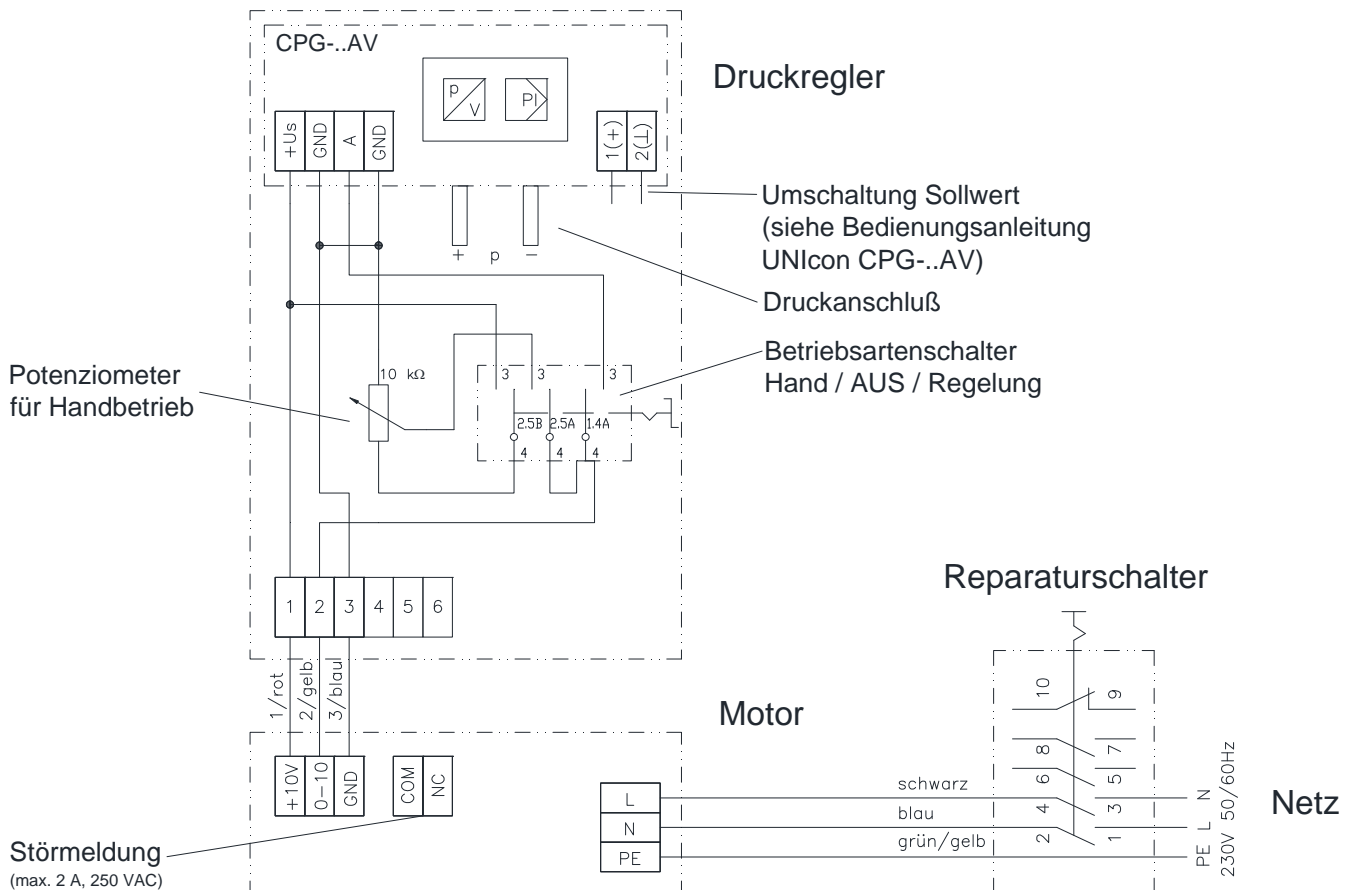 CPG-..AV
Druckregler
p
V
PI
+Us
GND
A
GND
1(+)
2(⊥)
Umschaltung Sollwert
(siehe Bedienungsanleitung
UNIcon CPG-..AV)
+ p −
Druckanschluß
Betriebsartenschalter
Hand / AUS / Regelung
Potenziometer
für Handbetrieb
10 kΩ
3 3 3
2.5B 2.5A 1.4A
4 4 4
1 2 3 4 5 6
Reparaturschalter
1/rot
2/gelb
3/blau
Motor
10 9
8 7
6 5
4 3
2 1
+10V
0-10
GND
COM
NC
L
N
PE
schwarz
blau
grün/gelb
PE L N
230V 50/60Hz
Netz
Störmeldung
(max. 2 A, 250 VAC)